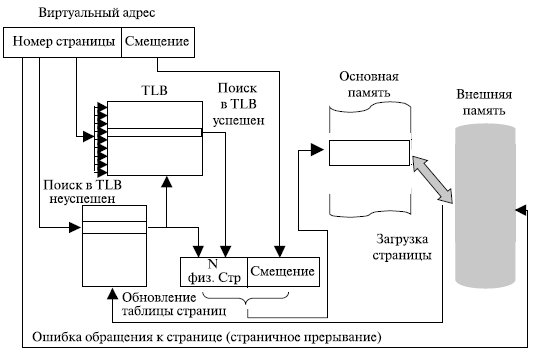 Виртуальный адрес
Номер страницы
Смещение
TLB
Поиск
в TLB
успешен
Основная
память
Внешняя
память
Поиск в TLB
неуспешен
Загрузка
страницы
N
физ. Стр
Смещение
Обновление
таблицы страниц
Ошибка обращения к странице (страничное прерывание)